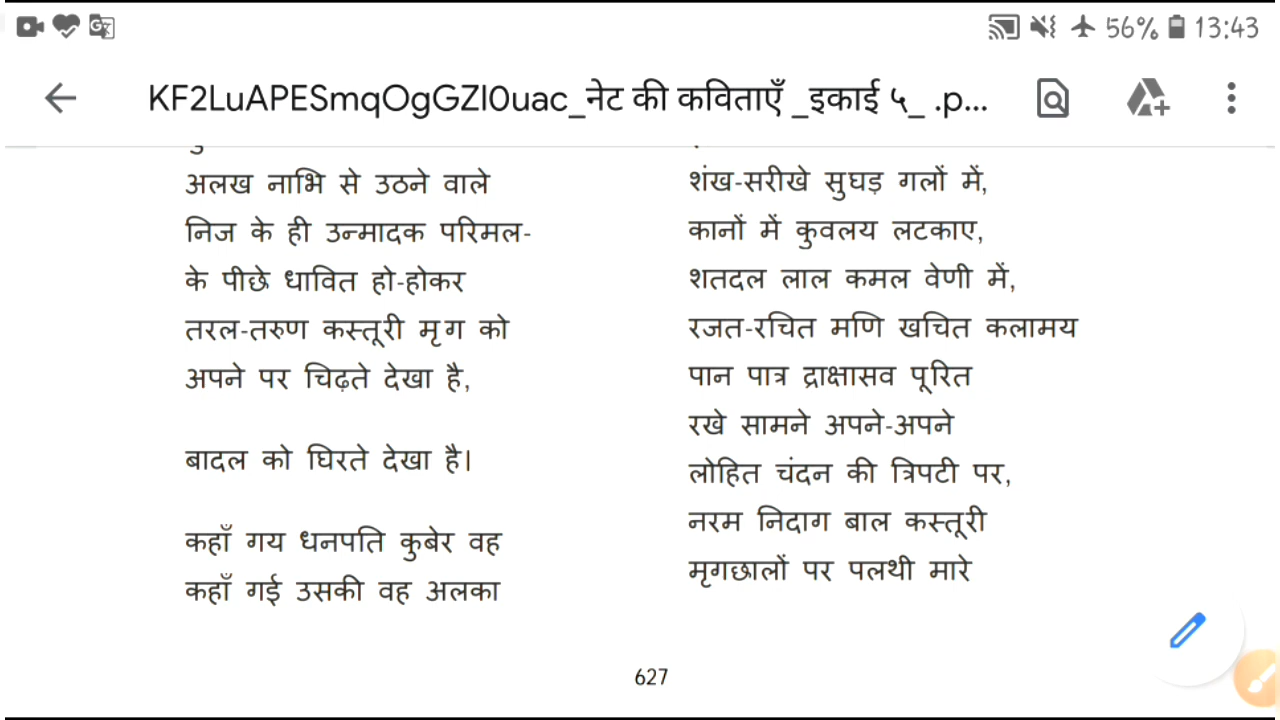 56% 13:43
KF2LuAPESmqOgGZl0uac_नेट की कविताएँ _इकाई ५_ .p...
अलख नाभि से उठने वाले
निज के ही उन्मादक परिमल-
के पीछे धावित हो-होकर
तरल-तरुण कस्तूरी मृग को
अपने पर चिढ़ते देखा है,
बादल को घिरते देखा है।
कहाँ गय धनपति कुबेर वह
कहाँ गई उसकी वह अलका
शंख-सरीखे सुघड़ गलों में,
कानों में कुवलय लटकाए,
शतदल लाल कमल वेणी में,
रजत-रचित मणि खचित कलामय
पान पात्र द्राक्षासव पूरित
रखे सामने अपने-अपने
लोहित चंदन की त्रिपटी पर,
नरम निदाग बाल कस्तूरी
मृगछालों पर पलथी मारे
627